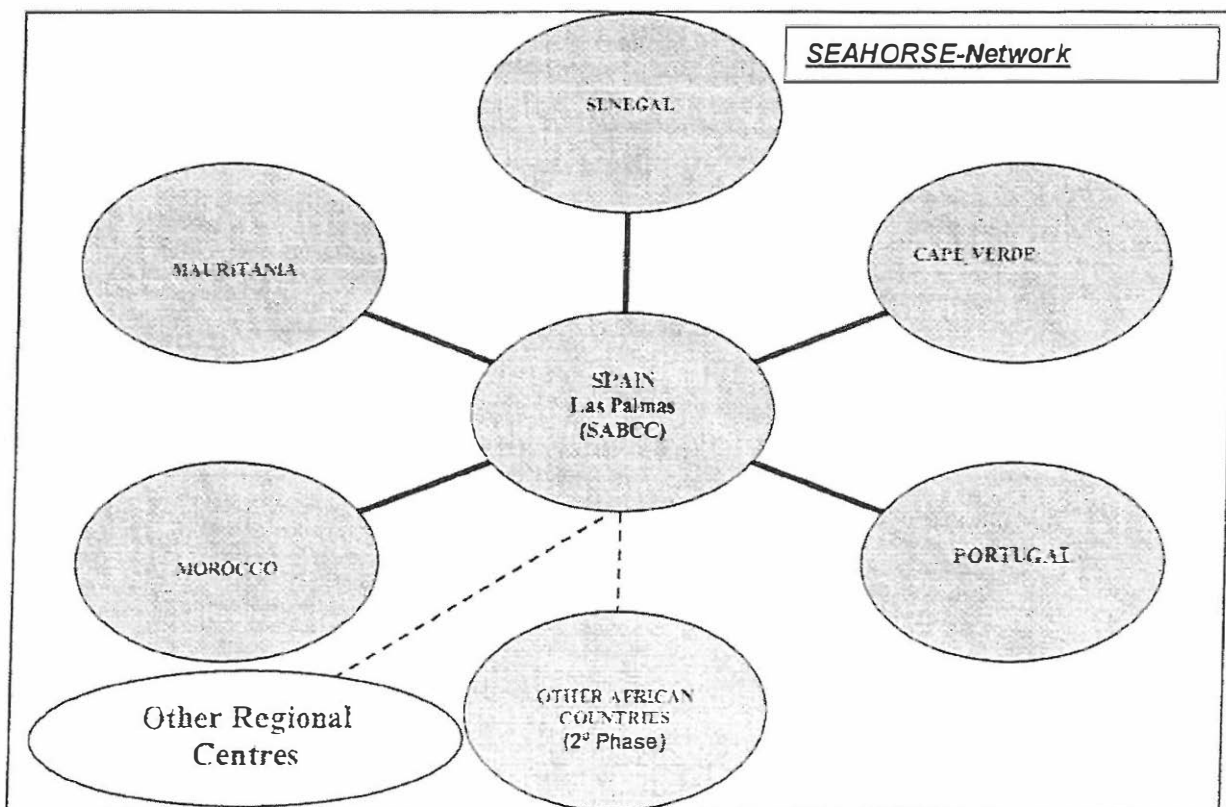 SEAHORSE-Network
SENEGAL
MAURITANIA
CAPE VERDE
SPAIN
Las Palmas
(SABCC)
MOROCCO
PORTUGAL
Other Regional
Centres
OTHER AFRICAN
COUNTRIES
(2ª Phase)